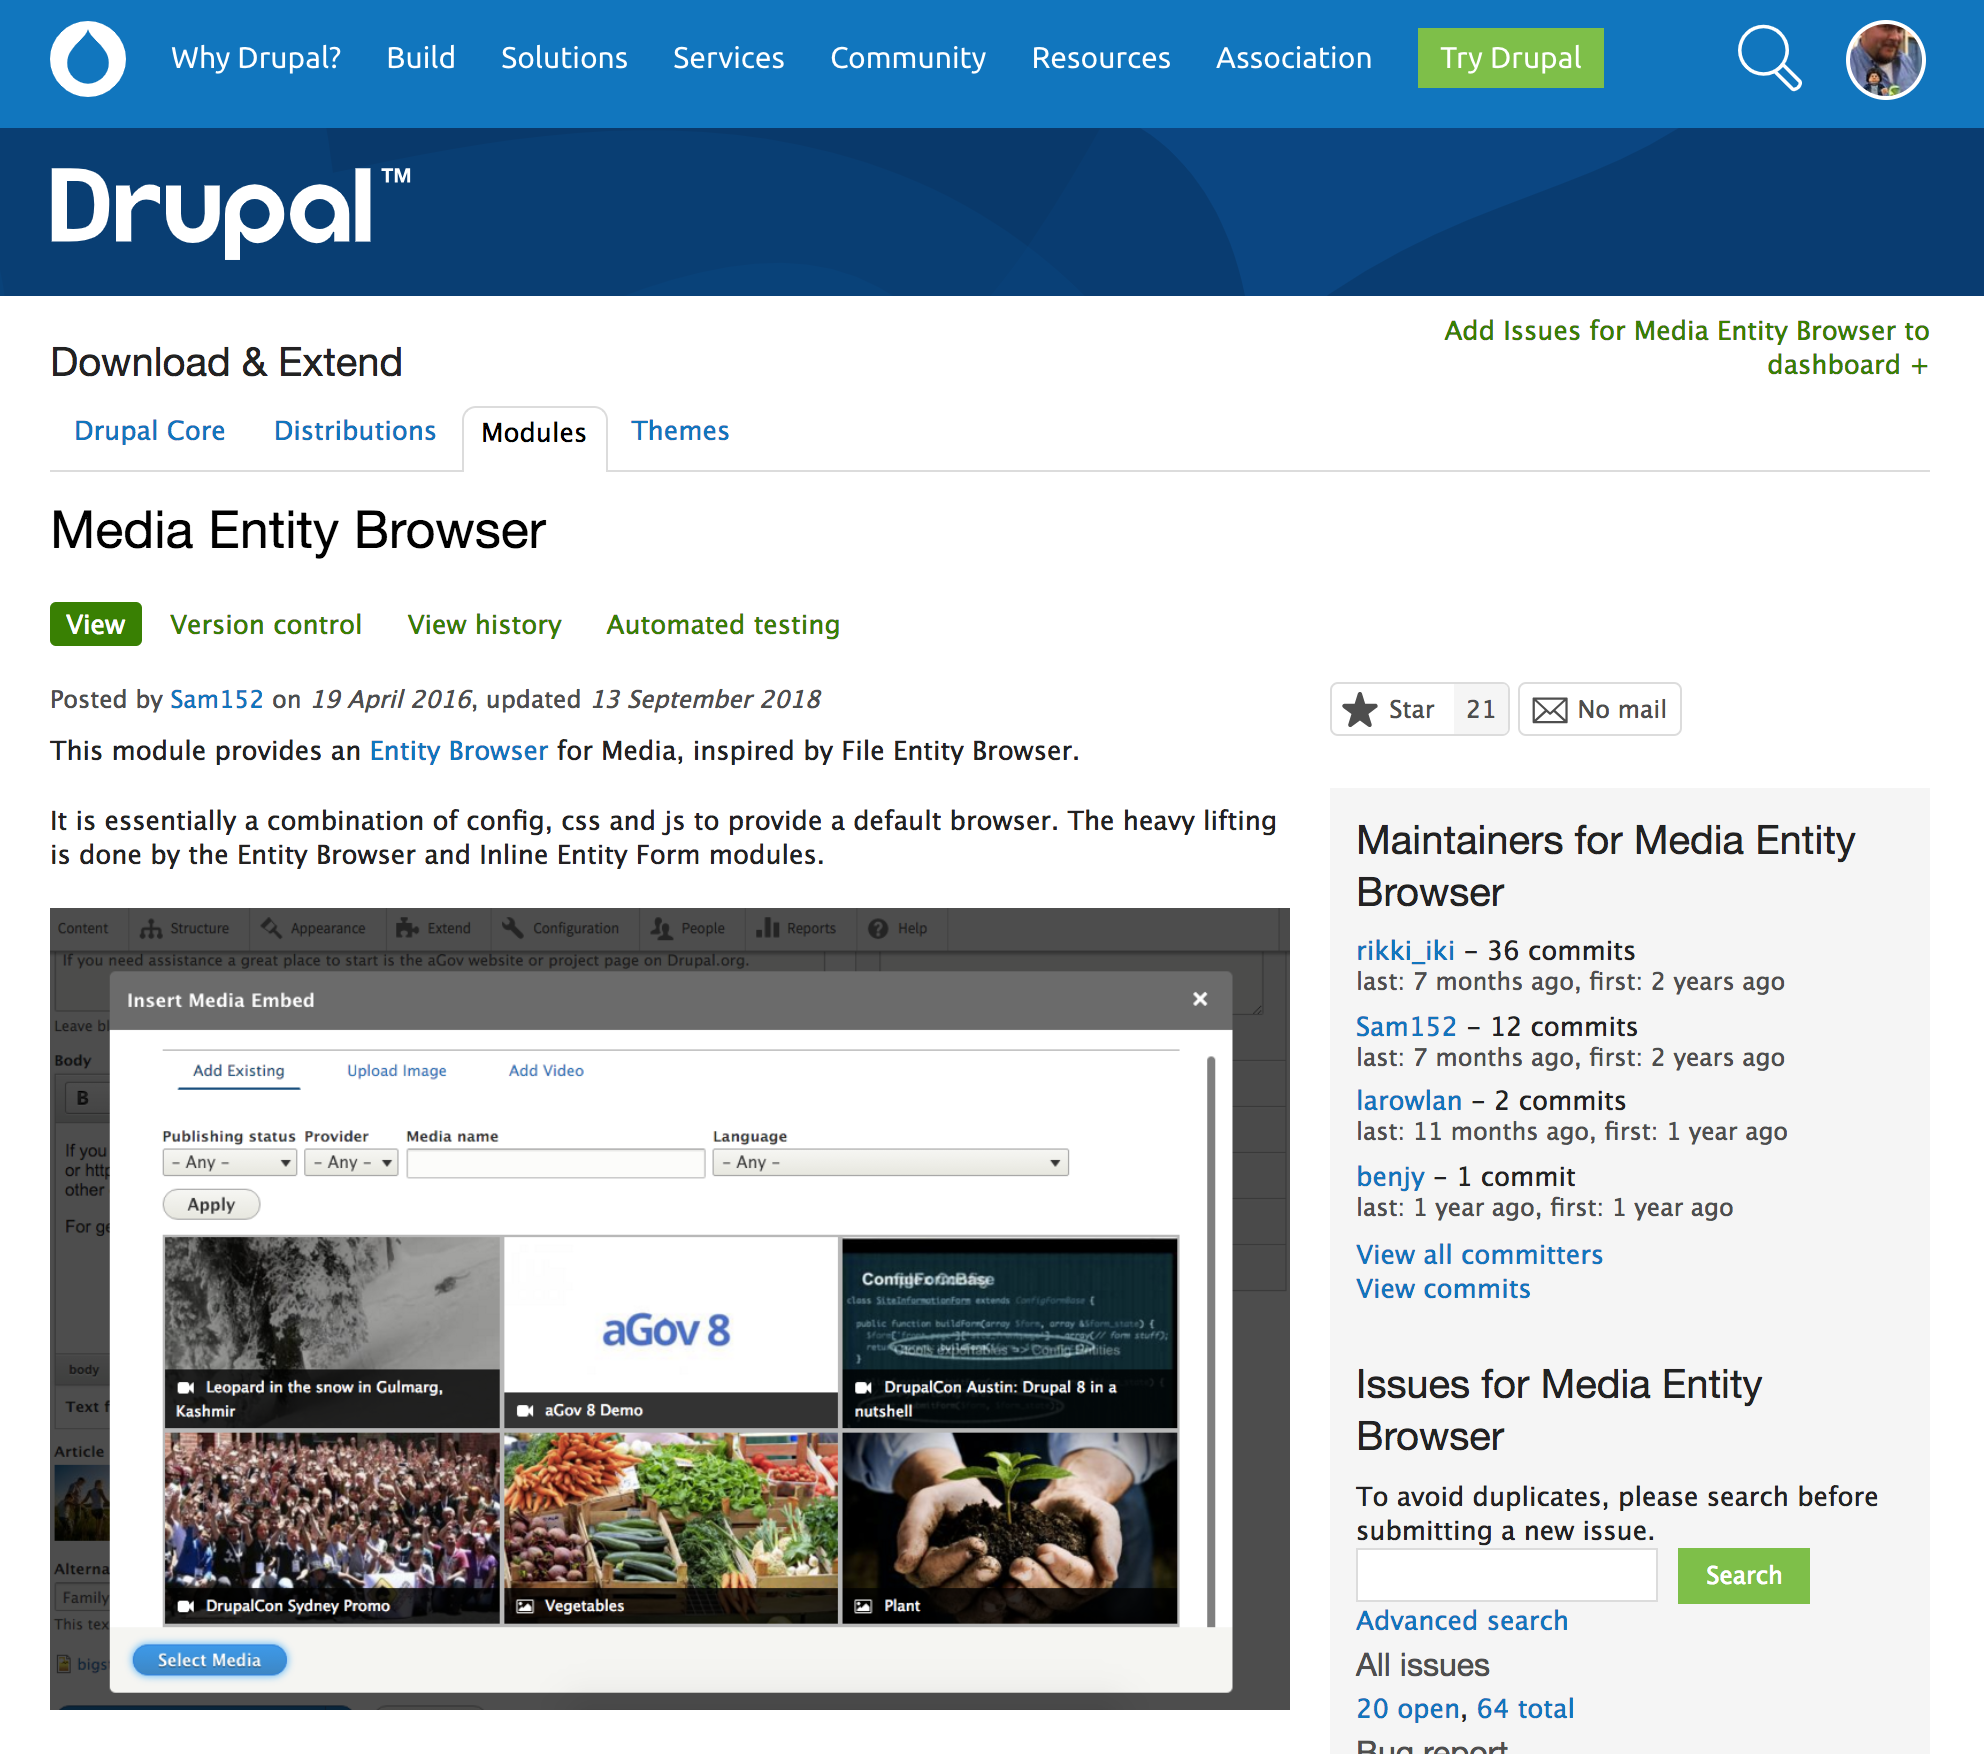 Why Drupal? Build Solutions Services Community Resources Association Try Drupal
Drupal™
Add Issues for Media Entity Browser to
dashboard +
Download & Extend
Drupal Core Distributions Modules Themes
Media Entity Browser
View Version control View history Automated testing
Posted by Sam152 on 19 April 2016, updated 13 September 2018
This module provides an Entity Browser for Media, inspired by File Entity Browser.
It is essentially a combination of config, css and js to provide a default browser. The heavy lifting
is done by the Entity Browser and Inline Entity Form modules.
Content Structure Appearance Extend Configuration People Reports Help
If you need assistance a great place to start is the aGov website or project page on Drupal.org.
Insert Media Embed ×
Leave bl
Body
B
If you
or http
other
For ge
body
Text f
Article
Alterna
Family
This tex
bigs
Add Existing Upload Image Add Video
Publishing status Provider Media name Language
- Any - - Any - - Any -
Apply
aGov 8
class SiteInformationForm extends ConfigFormBase {
public function buildForm(array $form, array &$form_state) {
Leopard in the snow in Gulmarg,
Kashmir
aGov 8 Demo
DrupalCon Austin: Drupal 8 in a
nutshell
DrupalCon Sydney Promo
Vegetables
Plant
Select Media
Star 21 No mail
Maintainers for Media Entity
Browser
rikki_iki – 36 commits
last: 7 months ago, first: 2 years ago
Sam152 – 12 commits
last: 7 months ago, first: 2 years ago
larowlan – 2 commits
last: 11 months ago, first: 1 year ago
benjy – 1 commit
last: 1 year ago, first: 1 year ago
View all committers
View commits
Issues for Media Entity
Browser
To avoid duplicates, please search before
submitting a new issue.
Search
Advanced search
All issues
20 open, 64 total
Bug report